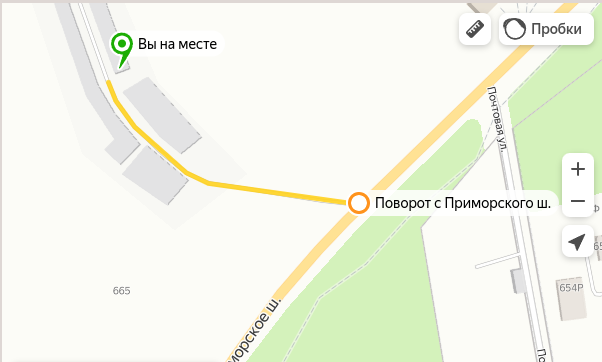 Вы на месте
Пробки
Почтовая ул.
Поворот с Приморского ш.
665
654Р
морское ш.